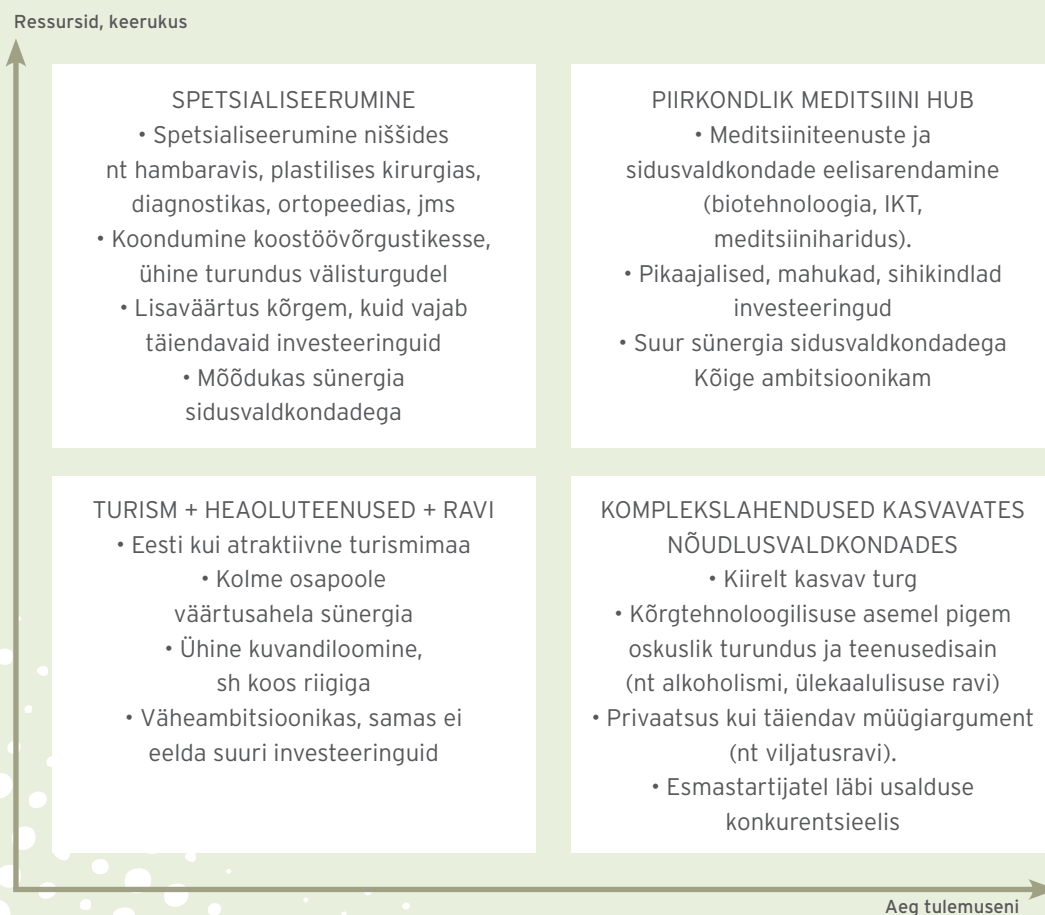 Ressursid, keerukus
SPETSIALISEERUMINE
• Spetsialiseerumine niššides
nt hambaravis, plastilises kirurgias,
diagnostikas, ortopeedias, jms
• Koondumine koostöövõrgustikesse,
ühine turundus välisturgudel
• Lisaväärtus kõrgem, kuid vajab
täiendavaid investeeringuid
• Mõõdukas sünergia
sidusvaldkondadega
PIIRKONDLIK MEDITSIINI HUB
• Meditsiiniteenuste ja
sidusvaldkondade eelisarendamine
(biotehnoloogia, IKT,
meditsiiniharidus).
• Pikaajalised, mahukad, sihikindlad
investeeringud
• Suur sünergia sidusvaldkondadega
Kõige ambitsioonikam
TURISM + HEAOLUTEENUSED + RAVI
• Eesti kui atraktiivne turismimaa
• Kolme osapoole
väärtusahela sünergia
• Ühine kuvandiloomine,
sh koos riigiga
• Väheambitsioonikas, samas ei
eelda suuri investeeringuid
KOMPLEKSLAHENDUSED KASVAVATES
NÕUDLUSVALDKONDADES
• Kiirelt kasvav turg
• Kõrgtehnoloogilisuse asemel pigem
oskuslik turundus ja teenusedisain
(nt alkoholismi, ülekaalulisuse ravi)
• Privaatsus kui täiendav müügiargument
(nt viljatusravi).
• Esmastartijatel läbi usalduse
konkurentsieelis
Aeg tulemuseni